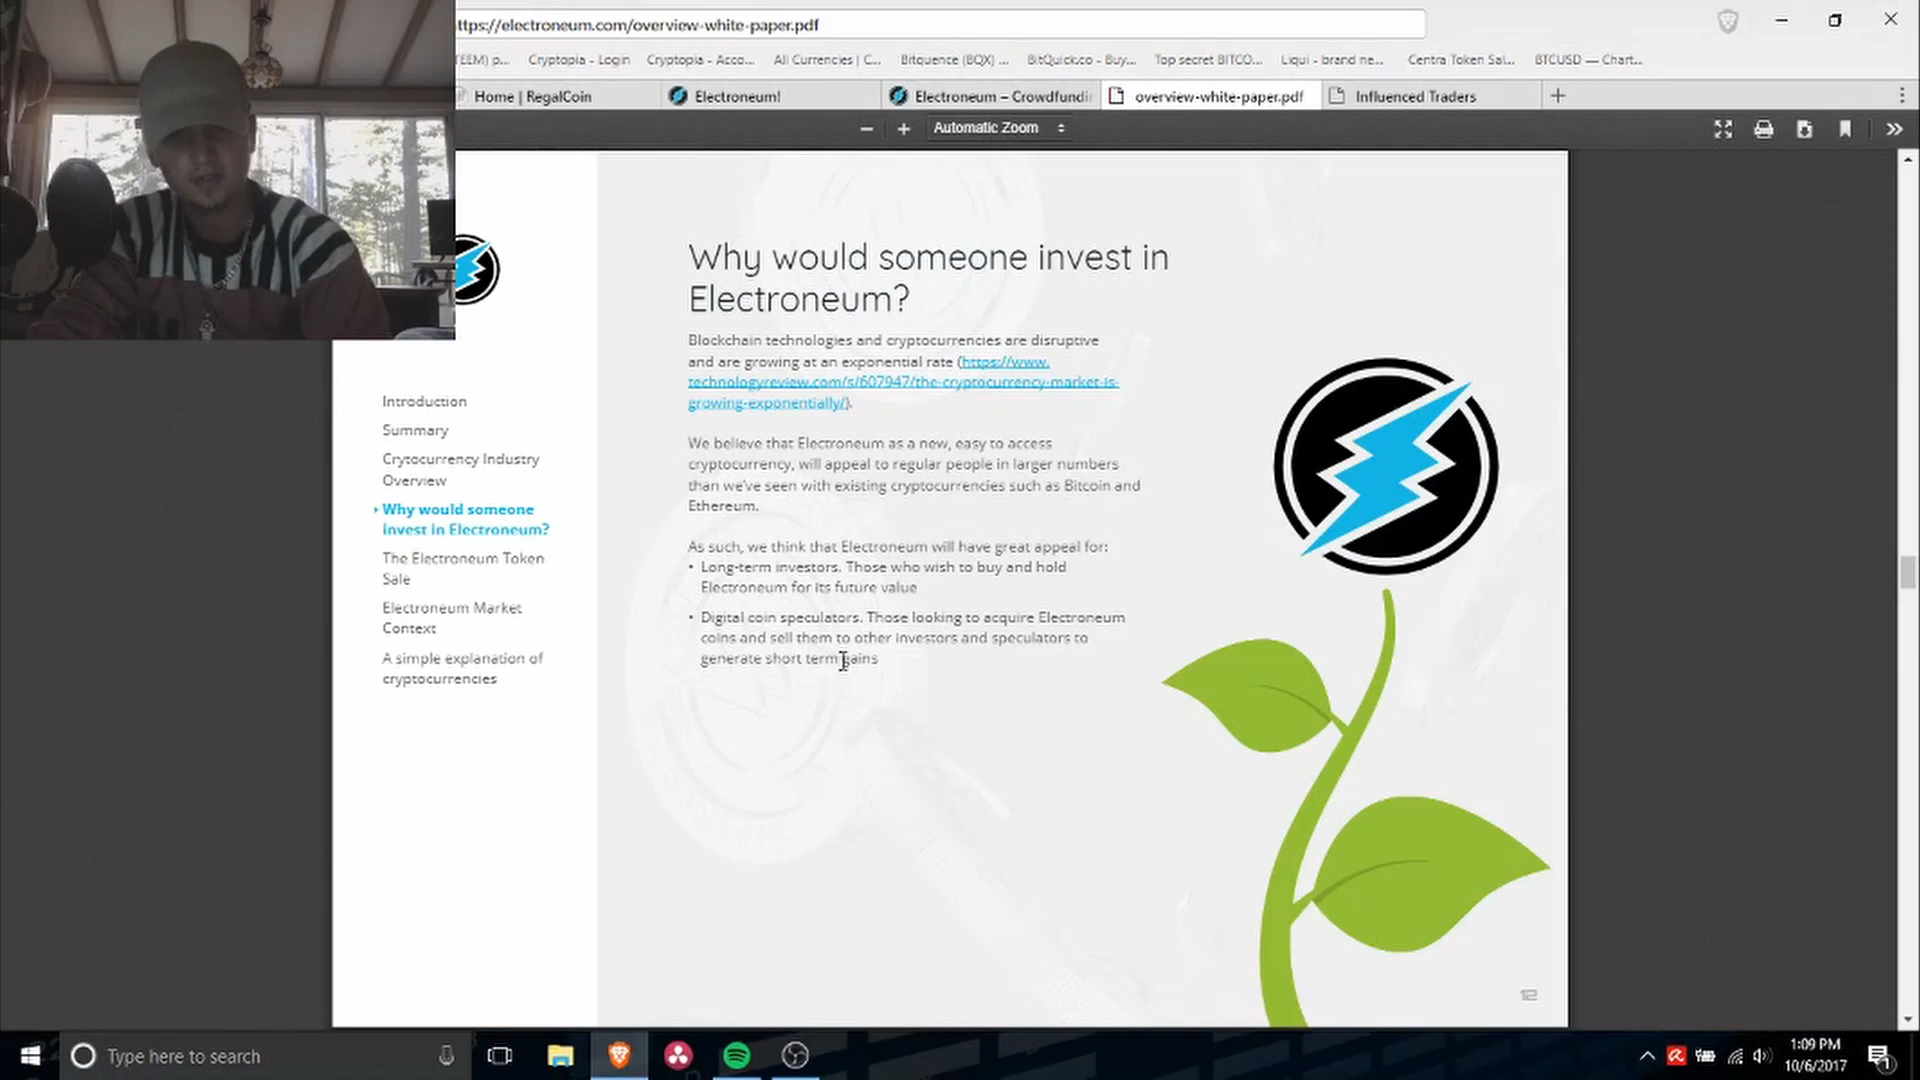 ttps://electroneum.com/overview-white-paper.pdf
TEEM) p... Cryptopia - Login Cryptopia - Acco... All Currencies | C... Bitquence (BQX) ... BitQuick.co - Buy... Top secret BITCO... Liqui - brand ne... Centra Token Sal... BTCUSD — Chart...
Home | RegalCoin Electroneum! Electroneum – Crowdfundi overview-white-paper.pdf Influenced Traders
Automatic Zoom
Introduction
Summary
Crytocurrency Industry
Overview
Why would someone
invest in Electroneum?
The Electroneum Token
Sale
Electroneum Market
Context
A simple explanation of
cryptocurrencies
Why would someone invest in
Electroneum?
Blockchain technologies and cryptocurrencies are disruptive
and are growing at an exponential rate (https://www.
technologyreview.com/s/607947/the-cryptocurrency-market-is-
growing-exponentially/).
We believe that Electroneum as a new, easy to access
cryptocurrency, will appeal to regular people in larger numbers
than we've seen with existing cryptocurrencies such as Bitcoin and
Ethereum.
As such, we think that Electroneum will have great appeal for:
• Long-term investors. Those who wish to buy and hold
Electroneum for its future value
• Digital coin speculators. Those looking to acquire Electroneum
coins and sell them to other investors and speculators to
generate short term gains
12
Type here to search
1:09 PM
10/6/2017
1